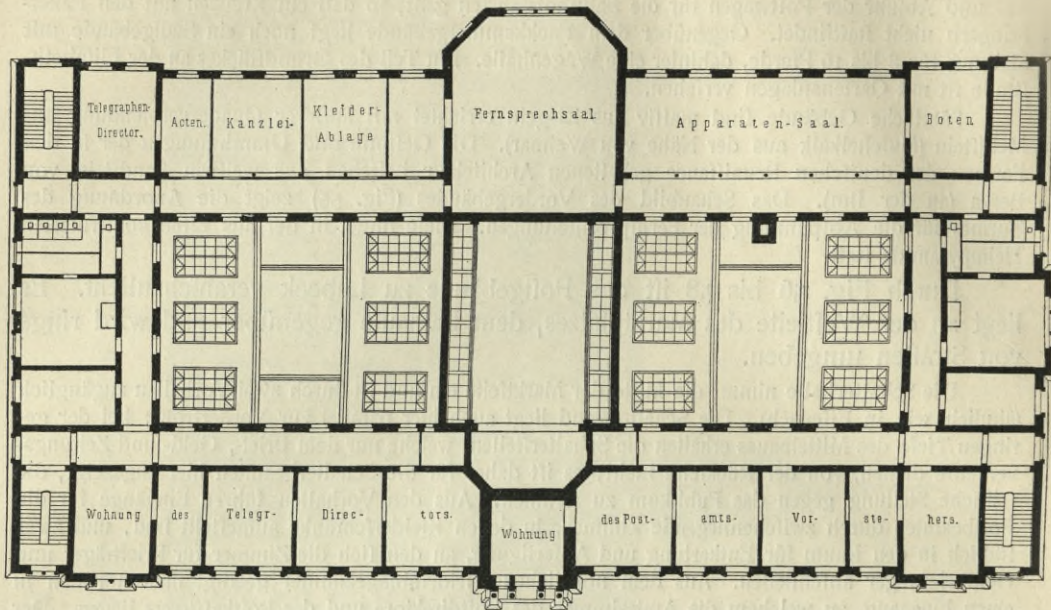 Telegraphen-
Director.
Acten.
Kanzlei-
Kleider-
Ablage
Fernsprechsaal
Apparaten-Saal.
Boten
Wohnung
des
Telegr-
Direc-
tors.
Wohnung
des Post-
amts-
Vor-
ste-
hers.